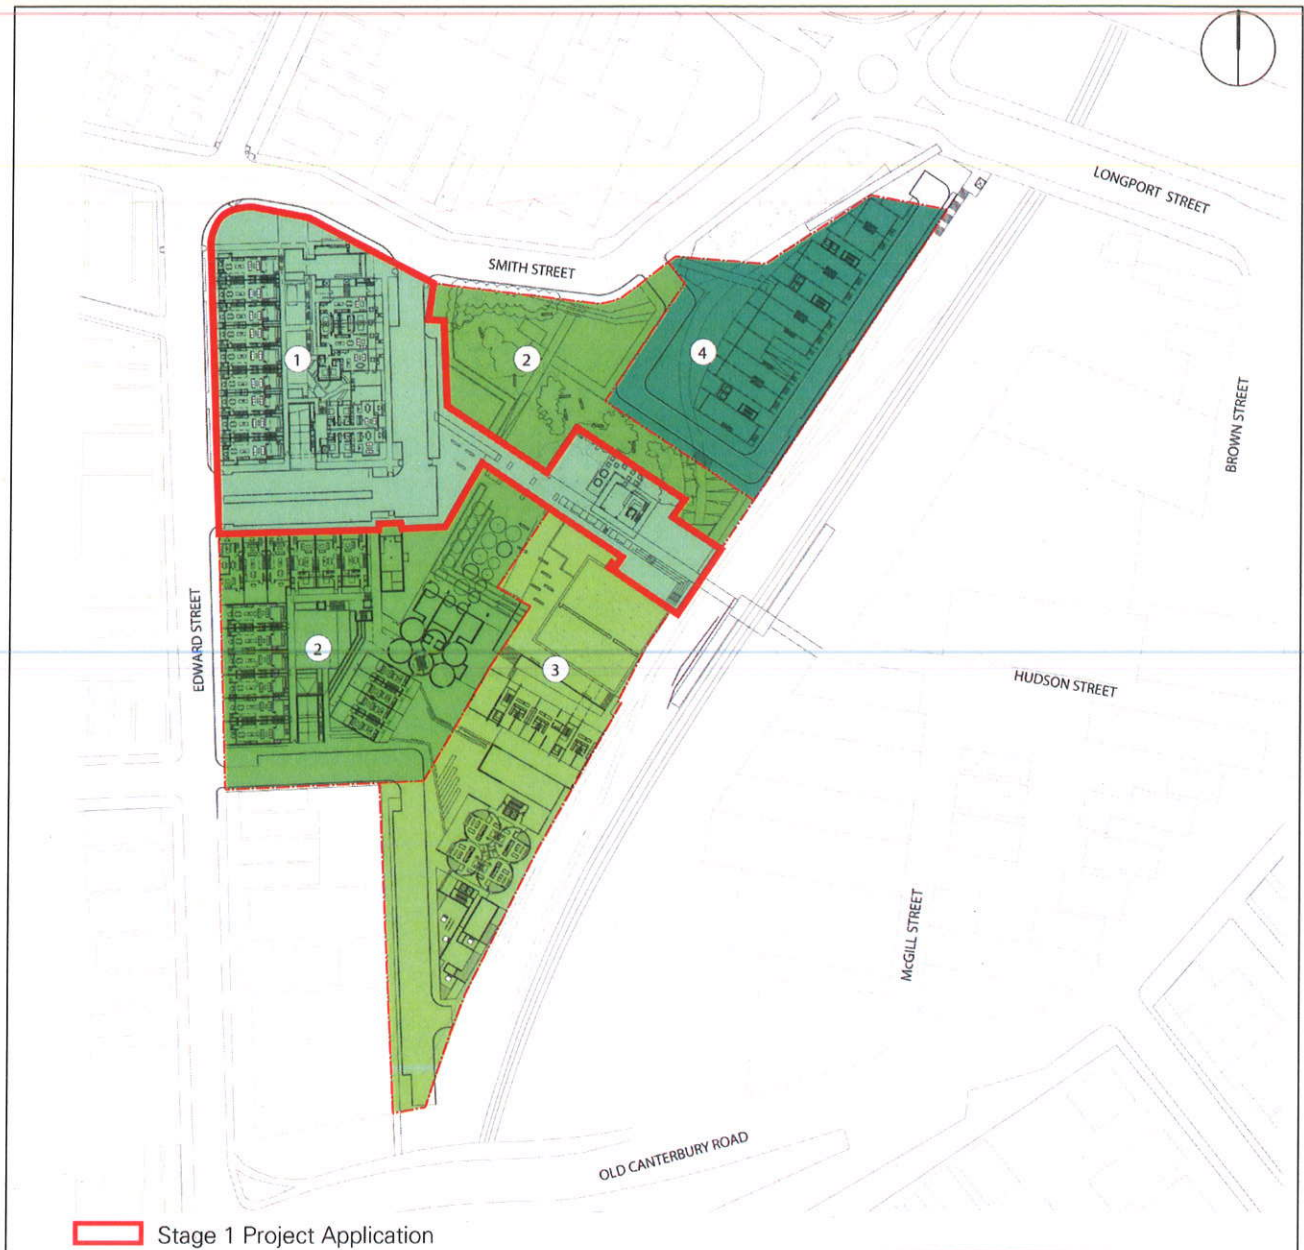 LONGPORT STREET
SMITH STREET
1
2
4
BROWN STREET
EDWARD STREET
2
3
HUDSON STREET
McGILL STREET
OLD CANTERBURY ROAD
Stage 1 Project Application